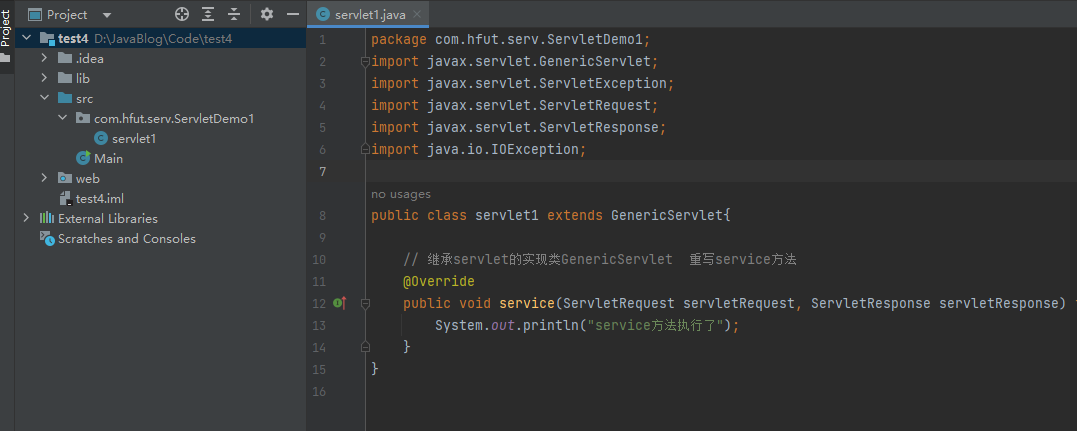 Project
Project
servlet1.java
test4 D:\JavaBlog\Code\test4
.idea
lib
src
com.hfut.serv.ServletDemo1
servlet1
Main
web
test4.iml
External Libraries
Scratches and Consoles
1 package com.hfut.serv.ServletDemo1;
2 import javax.servlet.GenericServlet;
3 import javax.servlet.ServletException;
4 import javax.servlet.ServletRequest;
5 import javax.servlet.ServletResponse;
6 import java.io.IOException;
7
no usages
8 public class servlet1 extends GenericServlet{
9
10 // 继承servlet的实现类GenericServlet 重写service方法
11 @Override
12 public void service(ServletRequest servletRequest, ServletResponse servletResponse)
13 System.out.println("service方法执行了");
14 }
15 }
16